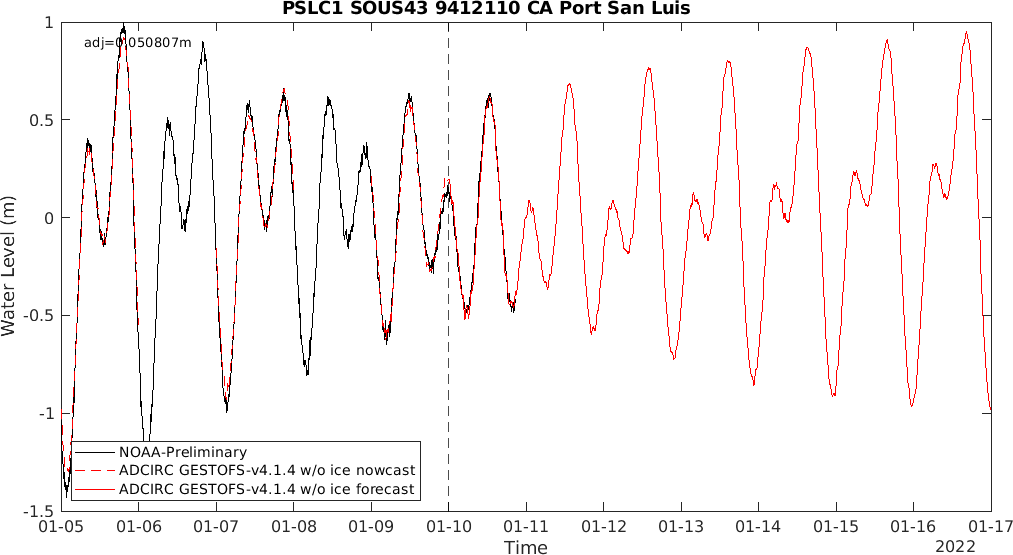 PSLC1 SOUS43 9412110 CA Port San Luis
adj=0.050807m
Water Level (m)
1
0.5
0
-0.5
-1
-1.5
NOAA-Preliminary
ADCIRC GESTOFS-v4.1.4 w/o ice nowcast
ADCIRC GESTOFS-v4.1.4 w/o ice forecast
01-05 01-06 01-07 01-08 01-09 01-10 01-11 01-12 01-13 01-14 01-15 01-16 01-17
Time
2022